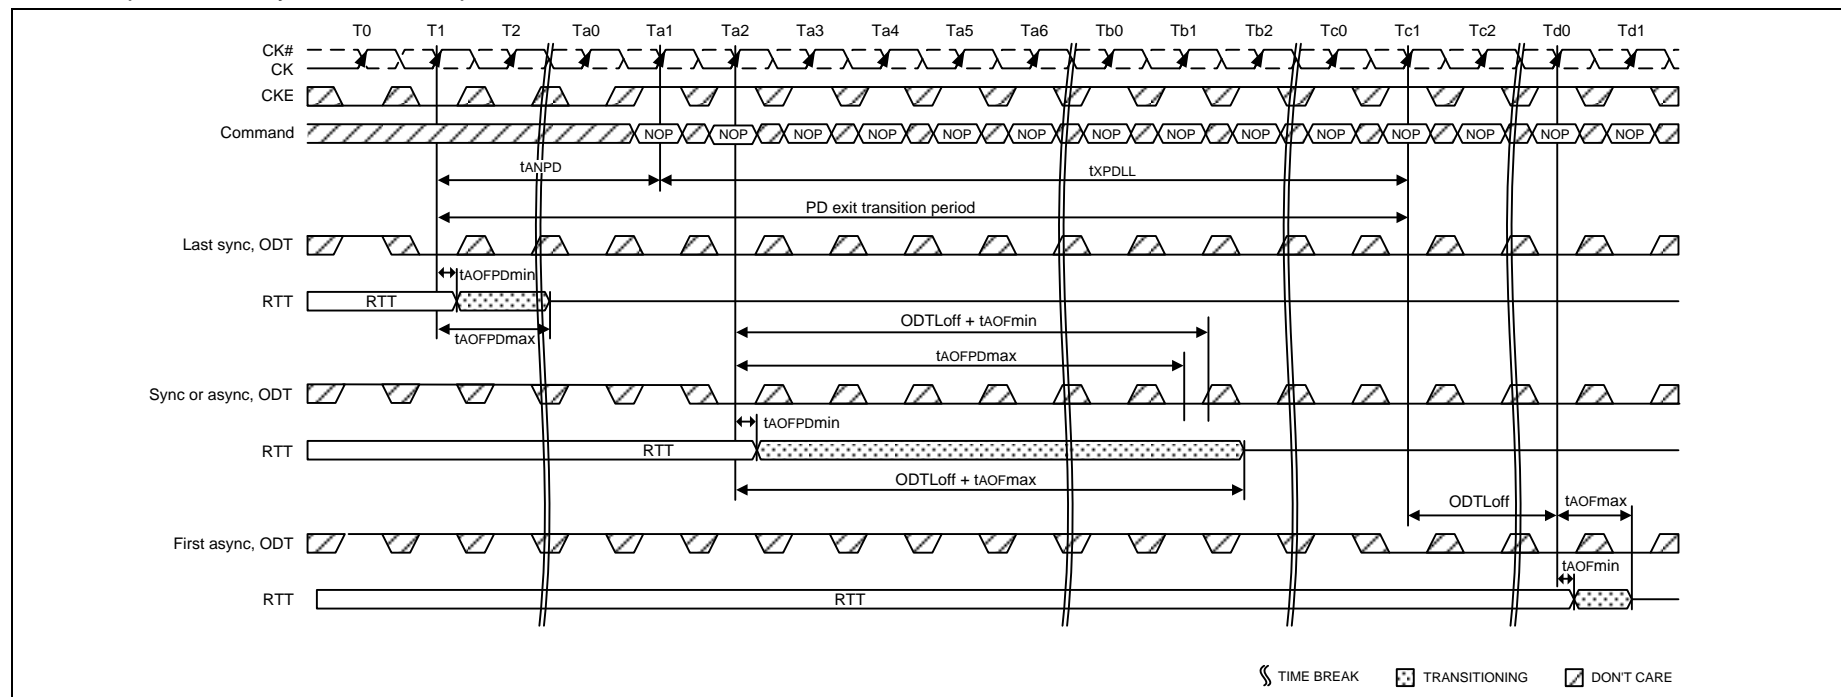 T0 T1 T2 Ta0 Ta1 Ta2 Ta3 Ta4 Ta5 Ta6 Tb0 Tb1 Tb2 Tc0 Tc1 Tc2 Td0 Td1
CK#
CK
CKE
Command NOP NOP NOP NOP NOP NOP NOP NOP NOP NOP NOP NOP NOP NOP
tANPD tXPDLL
PD exit transition period
Last sync, ODT
tAOFPDmin
RTT RTT
ODTLoff + tAOFmin
tAOFPDmax
tAOFPDmax
Sync or async, ODT
tAOFPDmin
RTT RTT
ODTLoff + tAOFmax
ODTLoff tAOFmax
First async, ODT
tAOFmin
RTT RTT
TIME BREAK TRANSITIONING DON'T CARE